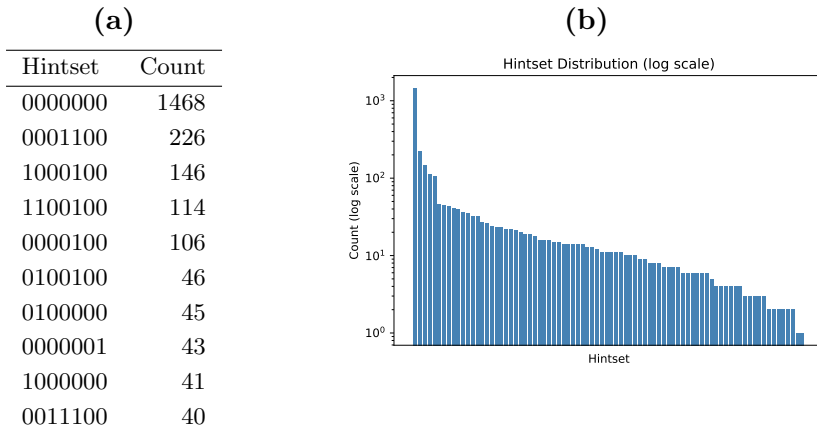 (a)
Hintset Count
0000000 1468
0001100 226
1000100 146
1100100 114
0000100 106
0100100 46
0100000 45
0000001 43
1000000 41
0011100 40
(b)
Hintset Distribution (log scale)
10³
10²
10¹
10⁰
Count (log scale)
Hintset